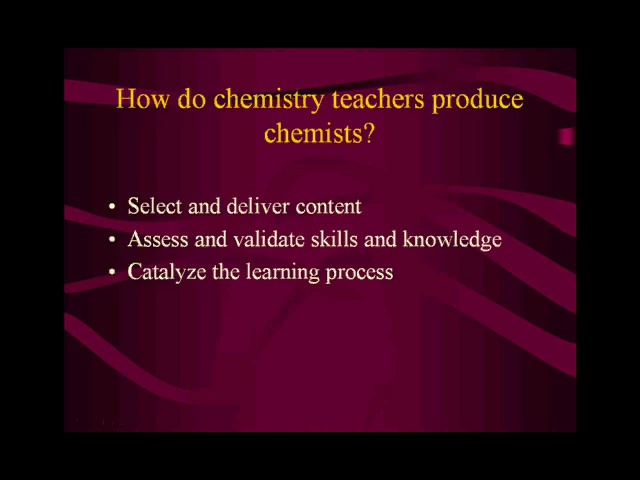 How do chemistry teachers produce
chemists?
• Select and deliver content
• Assess and validate skills and knowledge
• Catalyze the learning process